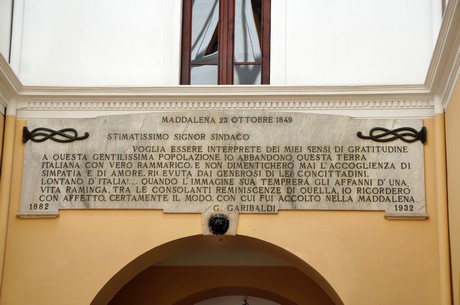 MADDALENA 23 OTTOBRE 1849
STIMATISSIMO SIGNOR SINDACO
VOGLIA ESSERE INTERPRETE DEI MIEI SENSI DI GRATITUDINE
A QUESTA GENTILISSIMA POPOLAZIONE. IO ABBANDONO QUESTA TERRA
ITALIANA CON VERO RAMMARICO. E NON DIMENTICHERÒ MAI L'ACCOGLIENZA DI
SIMPATIA E DI AMORE, RICEVUTA DAI GENEROSI DI LEI CONCITTADINI.
LONTANO D'ITALIA!.... QUANDO L'IMMAGINE SUA TEMPRERÀ GLI AFFANNI D'UNA
VITA RAMINGA, TRA LE CONSOLANTI REMINISCENZE DI QUELLA, IO RICORDERÒ
CON AFFETTO, CERTAMENTE IL MODO, CON CUI FUI ACCOLTO NELLA MADDALENA
1882 G. GARIBALDI 1932